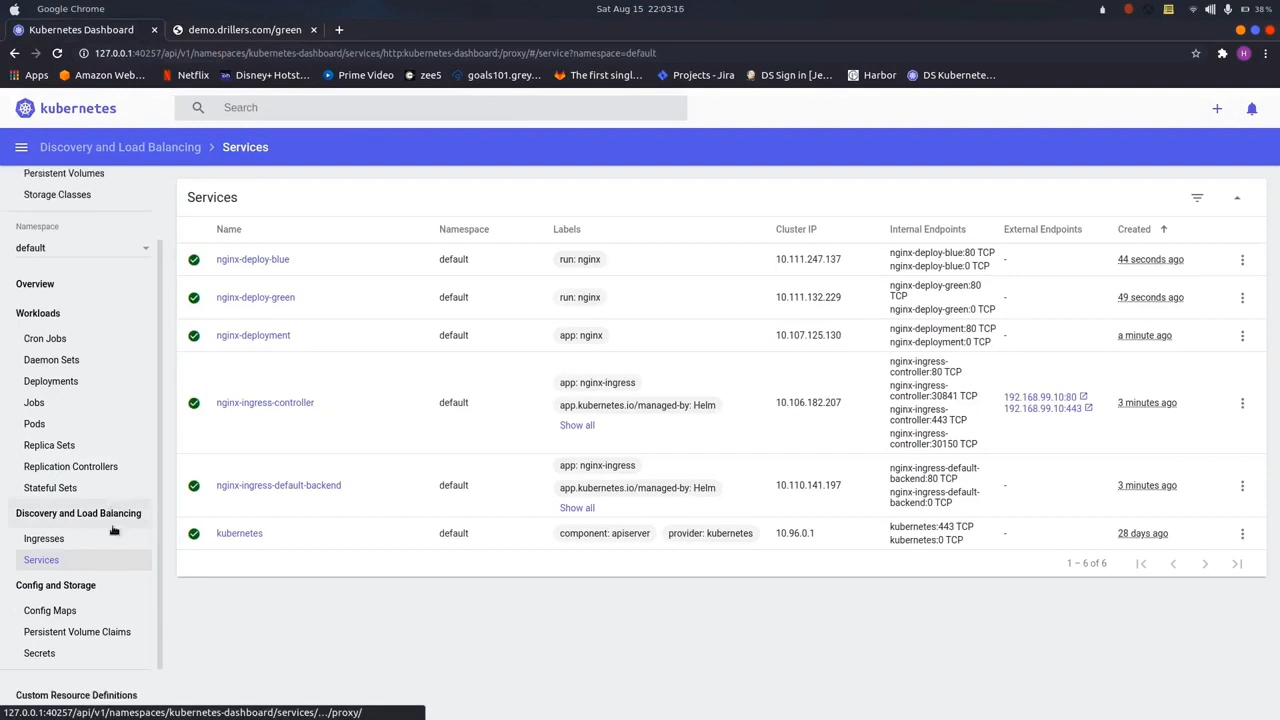 Google Chrome
Sat Aug 15 22:03:16
38 %
Kubernetes Dashboard
demo.drillers.com/green
127.0.0.1:40257/api/v1/namespaces/kubernetes-dashboard/services/http:kubernetes-dashboard:/proxy/#/service?namespace=default
H
Apps
Amazon Web...
Netflix
Disney+ Hotst...
Prime Video
zee5
goals101.grey...
The first singl...
Projects - Jira
DS Sign in [Je...
Harbor
DS Kubernete...
kubernetes
Search
Discovery and Load Balancing > Services
Persistent Volumes
Storage Classes
Namespace
default
Overview
Workloads
Cron Jobs
Daemon Sets
Deployments
Jobs
Pods
Replica Sets
Replication Controllers
Stateful Sets
Discovery and Load Balancing
Ingresses
Services
Config and Storage
Config Maps
Persistent Volume Claims
Secrets
Custom Resource Definitions
Services
Name Namespace Labels Cluster IP Internal Endpoints External Endpoints Created
nginx-deploy-blue default run: nginx 10.111.247.137
nginx-deploy-blue:80 TCP
nginx-deploy-blue:0 TCP
-
44 seconds ago
nginx-deploy-green default run: nginx 10.111.132.229
nginx-deploy-green:80
TCP
nginx-deploy-green:0 TCP
-
49 seconds ago
nginx-deployment default app: nginx 10.107.125.130
nginx-deployment:80 TCP
nginx-deployment:0 TCP
-
a minute ago
nginx-ingress-controller default
app: nginx-ingress
app.kubernetes.io/managed-by: Helm
Show all
10.106.182.207
nginx-ingress-
controller:80 TCP
nginx-ingress-
controller:30841 TCP
nginx-ingress-
controller:443 TCP
nginx-ingress-
controller:30150 TCP
192.168.99.10:80
192.168.99.10:443
3 minutes ago
nginx-ingress-default-backend default
app: nginx-ingress
app.kubernetes.io/managed-by: Helm
Show all
10.110.141.197
nginx-ingress-default-
backend:80 TCP
nginx-ingress-default-
backend:0 TCP
-
3 minutes ago
kubernetes default component: apiserver provider: kubernetes 10.96.0.1
kubernetes:443 TCP
kubernetes:0 TCP
-
28 days ago
1 – 6 of 6
127.0.0.1:40257/api/v1/namespaces/kubernetes-dashboard/services/.../proxy/